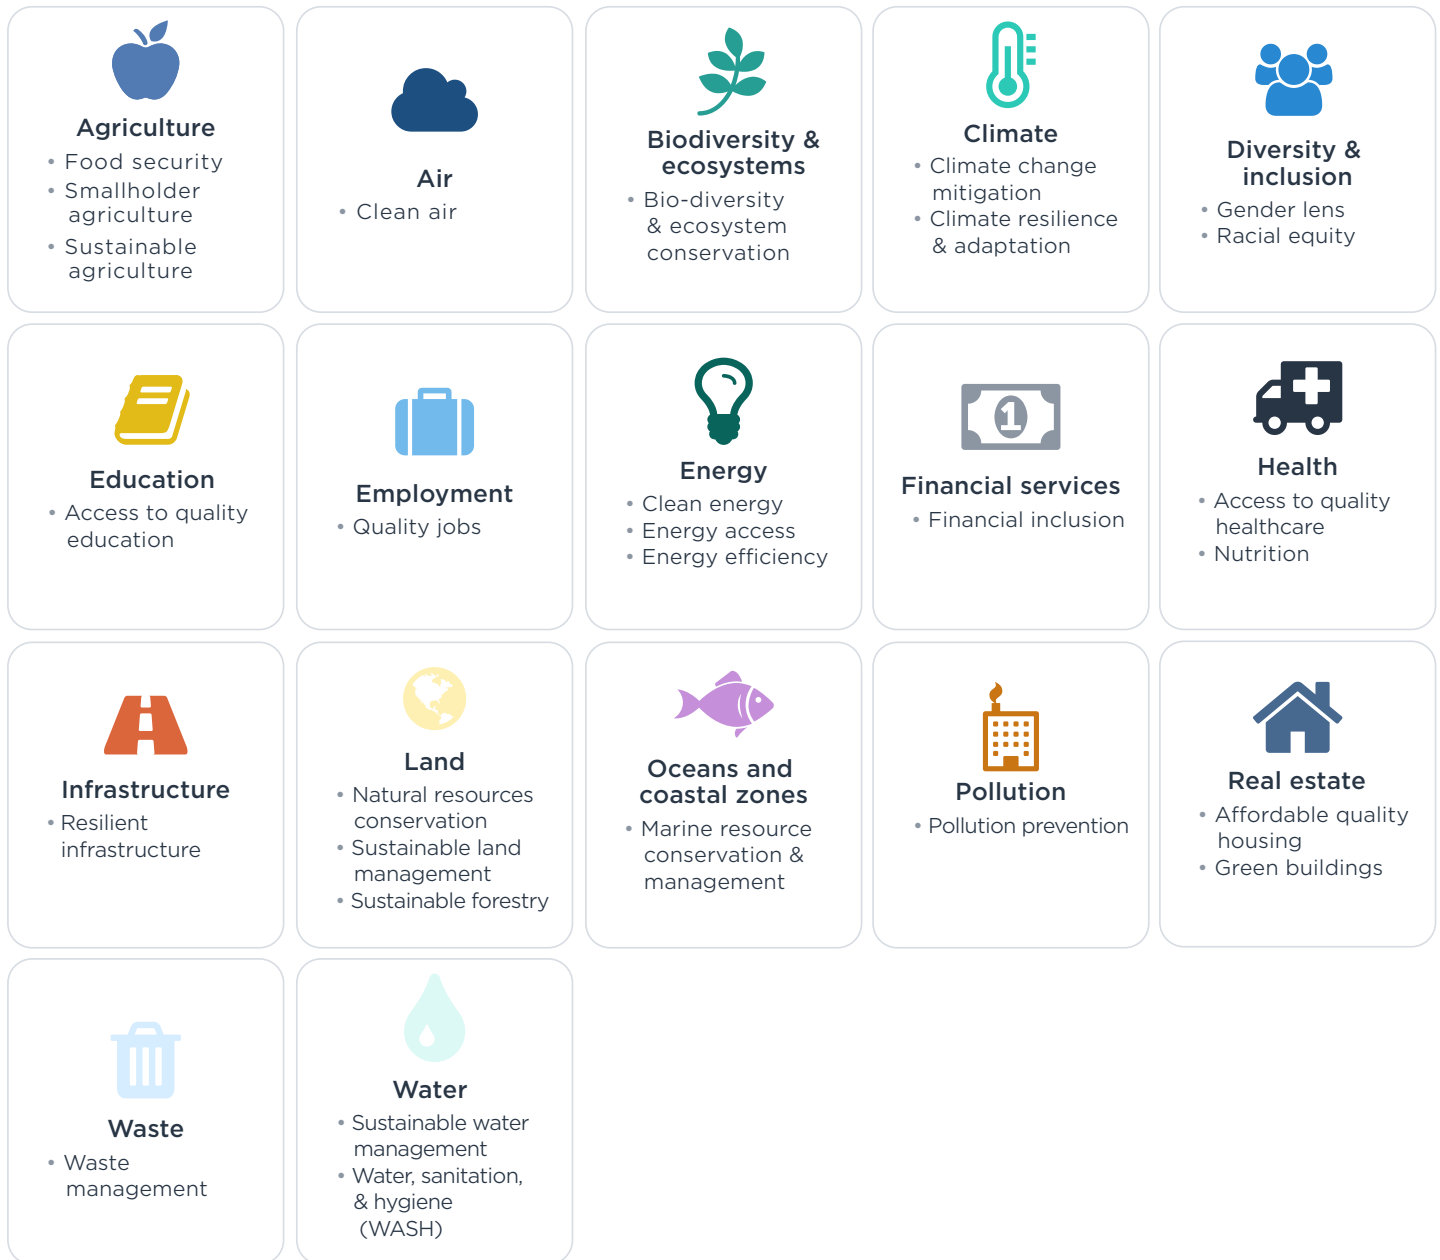 Agriculture
• Food security
• Smallholder
agriculture
• Sustainable
agriculture
Air
• Clean air
Biodiversity &
ecosystems
• Bio-diversity
& ecosystem
conservation
Climate
• Climate change
mitigation
• Climate resilience
& adaptation
Diversity &
inclusion
• Gender lens
• Racial equity
Education
• Access to quality
education
Employment
• Quality jobs
Energy
• Clean energy
• Energy access
• Energy efficiency
1
Financial services
• Financial inclusion
Health
• Access to quality
healthcare
• Nutrition
Infrastructure
• Resilient
infrastructure
Land
• Natural resources
conservation
• Sustainable land
management
• Sustainable forestry
Oceans and
coastal zones
• Marine resource
conservation &
management
Pollution
• Pollution prevention
Real estate
• Affordable quality
housing
• Green buildings
Waste
• Waste
management
Water
• Sustainable water
management
• Water, sanitation,
& hygiene
(WASH)